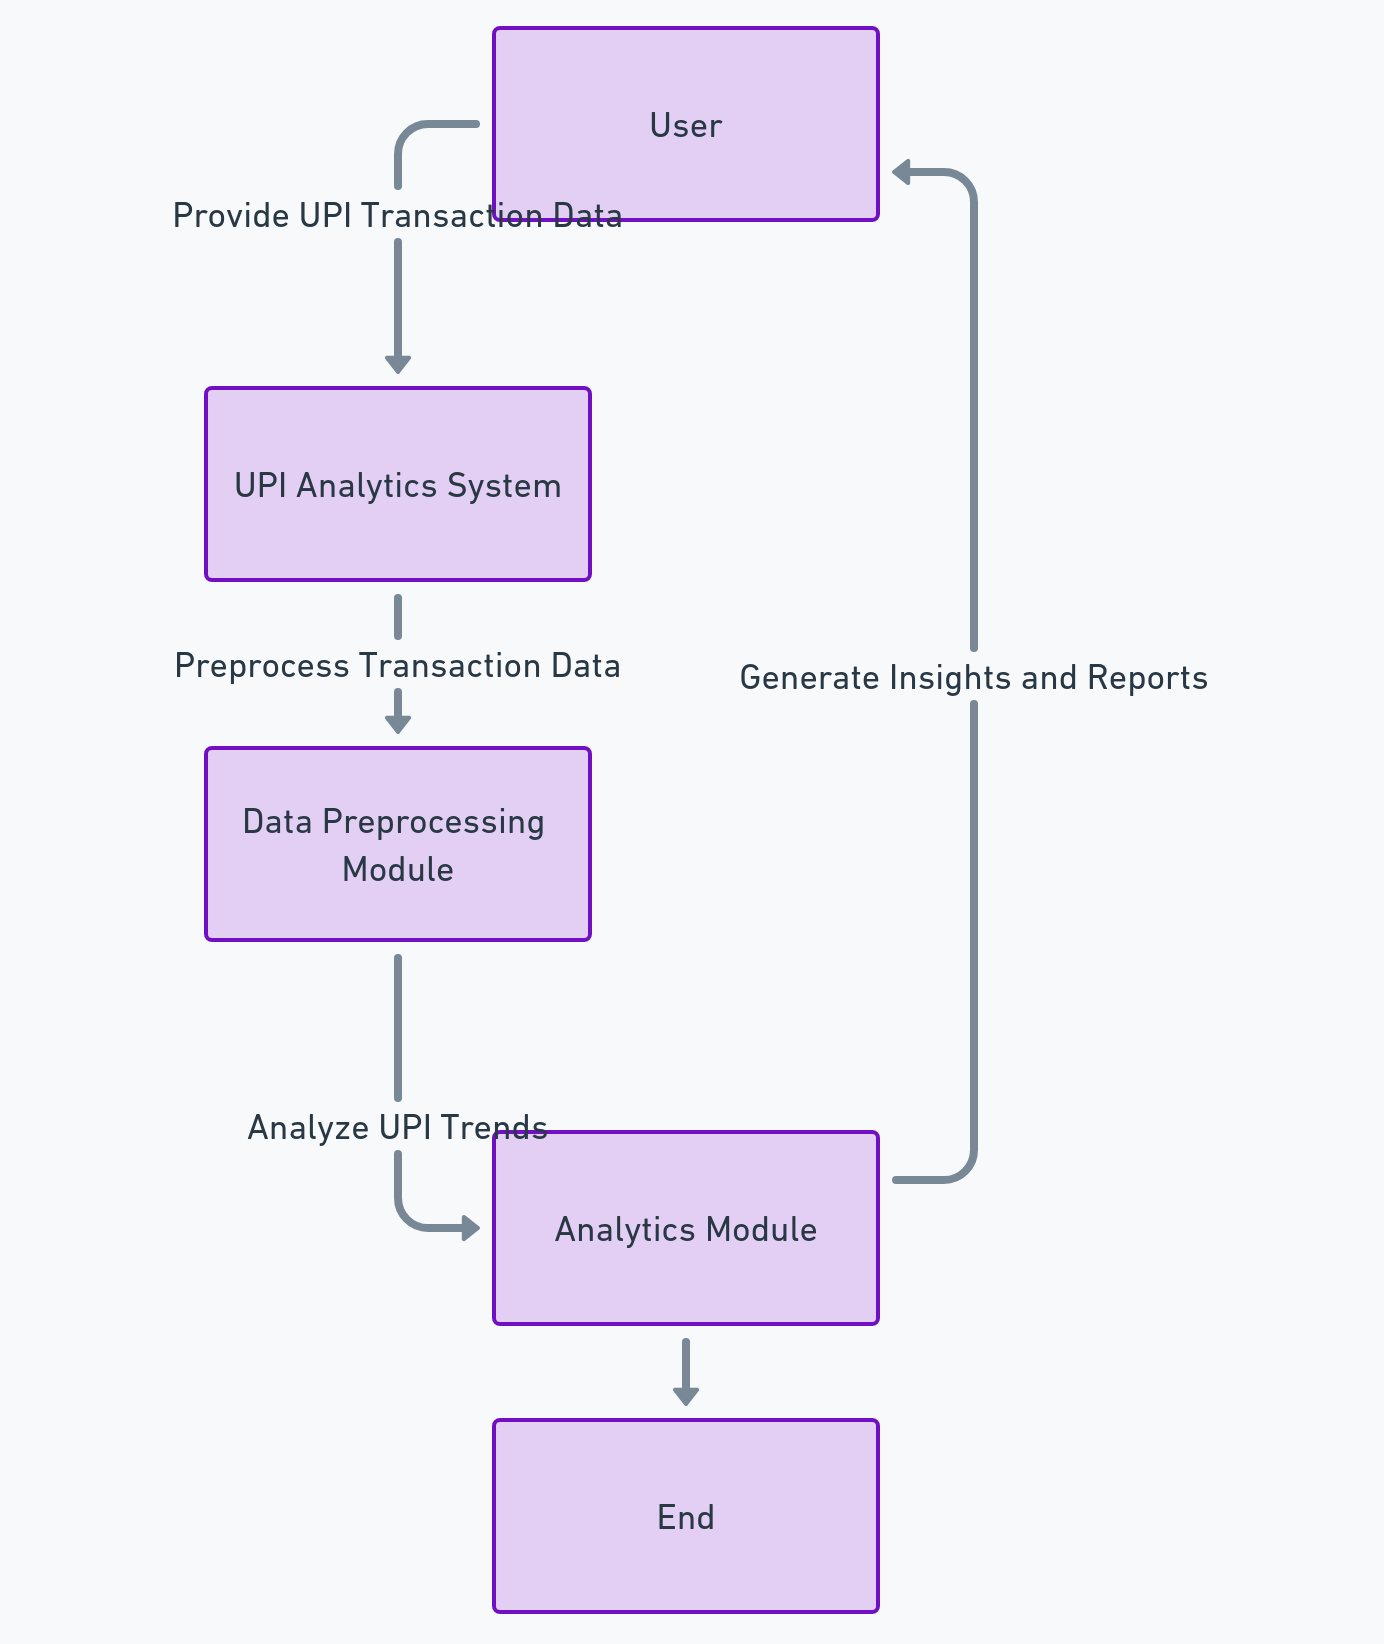 User
Provide UPI Transaction Data
UPI Analytics System
Preprocess Transaction Data
Generate Insights and Reports
Data Preprocessing
Module
Analyze UPI Trends
Analytics Module
End